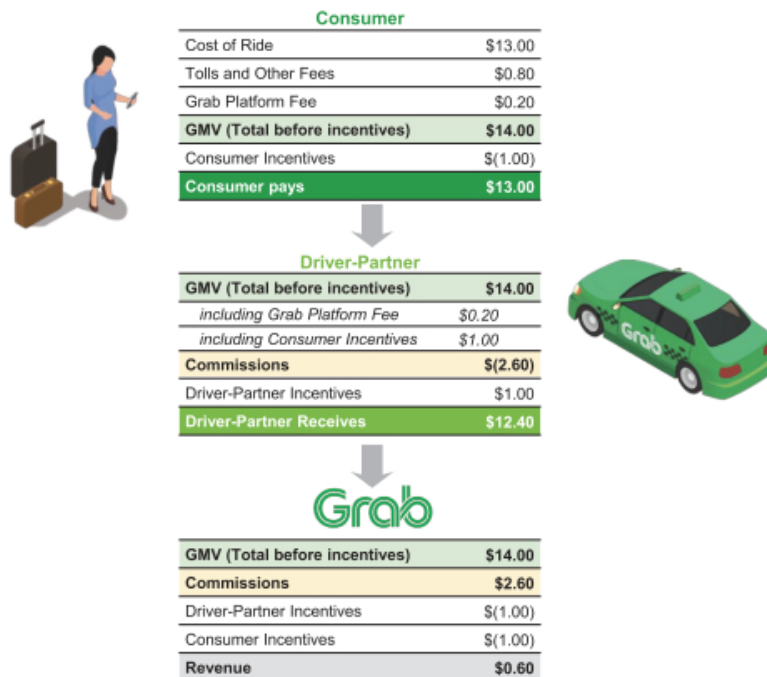 Consumer
Cost of Ride $13.00
Tolls and Other Fees $0.80
Grab Platform Fee $0.20
GMV (Total before incentives) $14.00
Consumer Incentives $(1.00)
Consumer pays $13.00
Driver-Partner
GMV (Total before incentives) $14.00
including Grab Platform Fee $0.20
including Consumer Incentives $1.00
Commissions $(2.60)
Driver-Partner Incentives $1.00
Driver-Partner Receives $12.40
Grab
Grab
GMV (Total before incentives) $14.00
Commissions $2.60
Driver-Partner Incentives $(1.00)
Consumer Incentives $(1.00)
Revenue $0.60